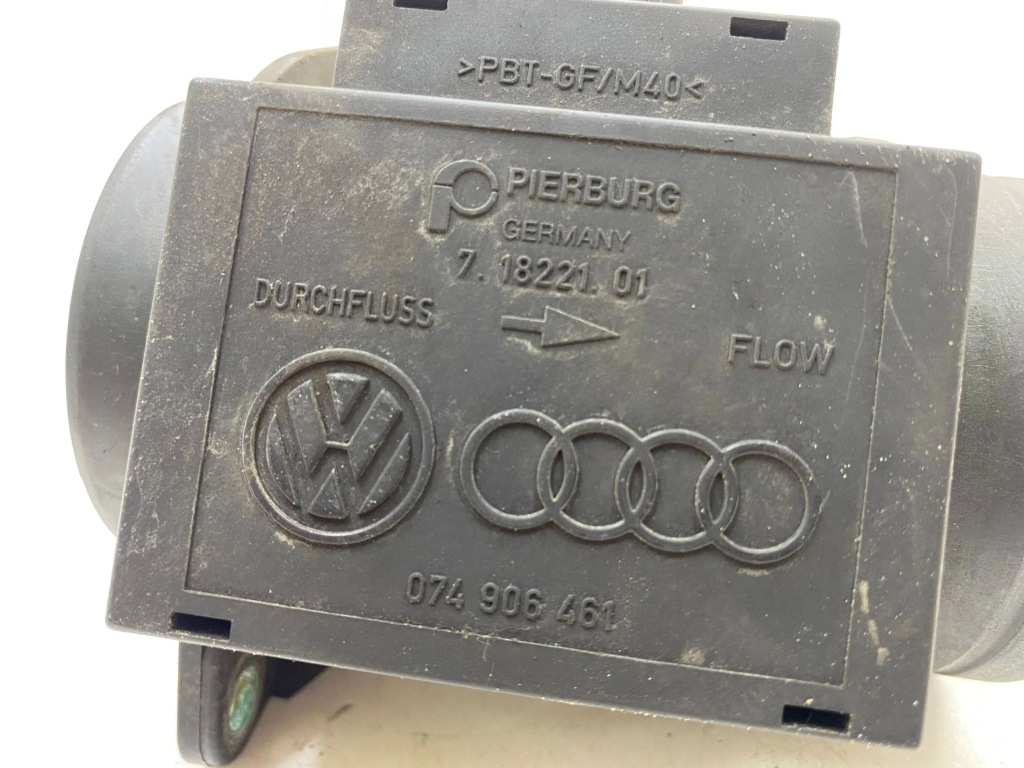 >PBT-GF/M40<
PIERBURG
GERMANY
7.18221.01
DURCHFLUSS
FLOW
074 906 461